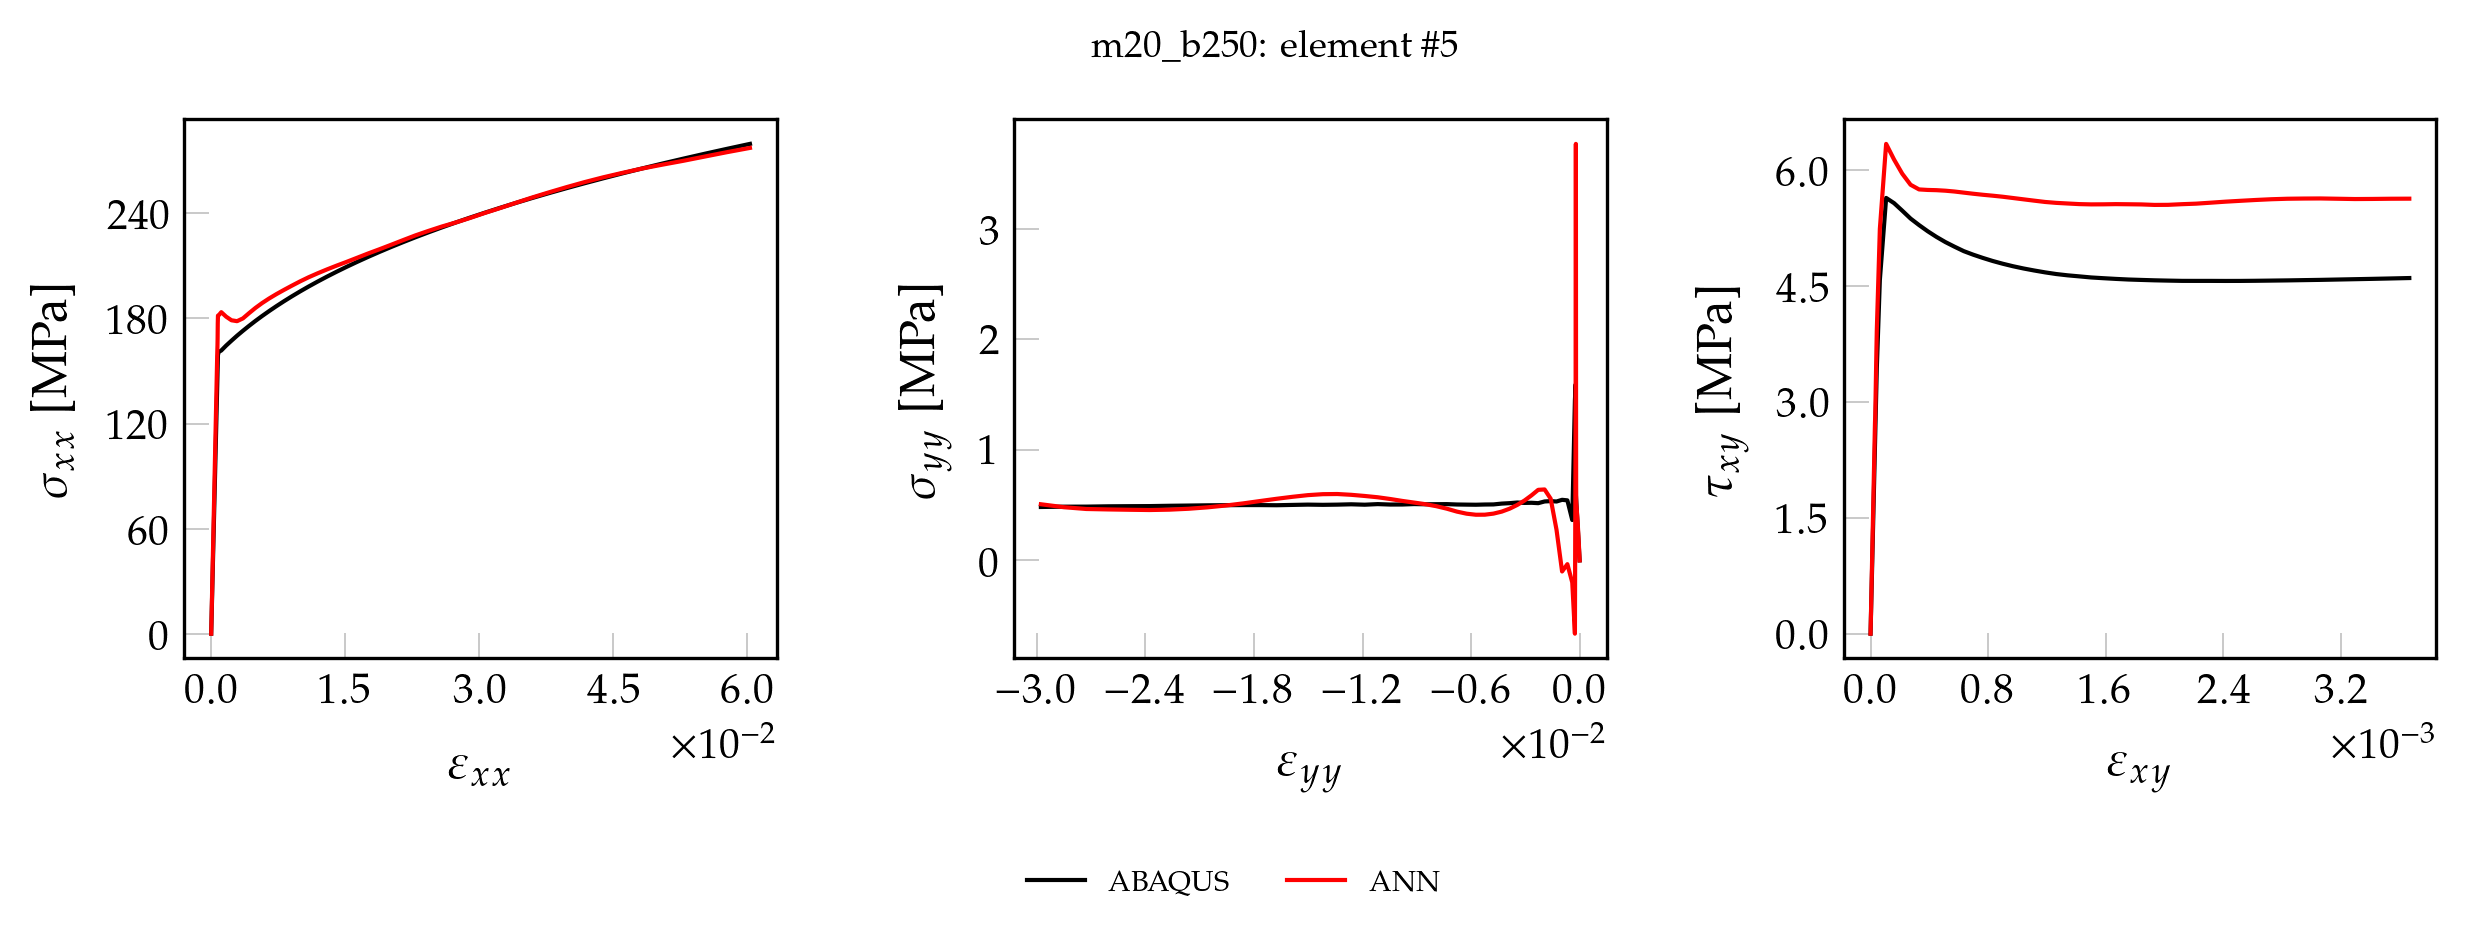 m20_b250: element #5
σxx [MPa]
240
180
120
60
0
0.0 1.5 3.0 4.5 6.0
×10−2
εxx
σyy [MPa]
3
2
1
0
−3.0 −2.4 −1.8 −1.2 −0.6 0.0
×10−2
εyy
τxy [MPa]
6.0
4.5
3.0
1.5
0.0
0.0 0.8 1.6 2.4 3.2
×10−3
εxy
ABAQUS ANN